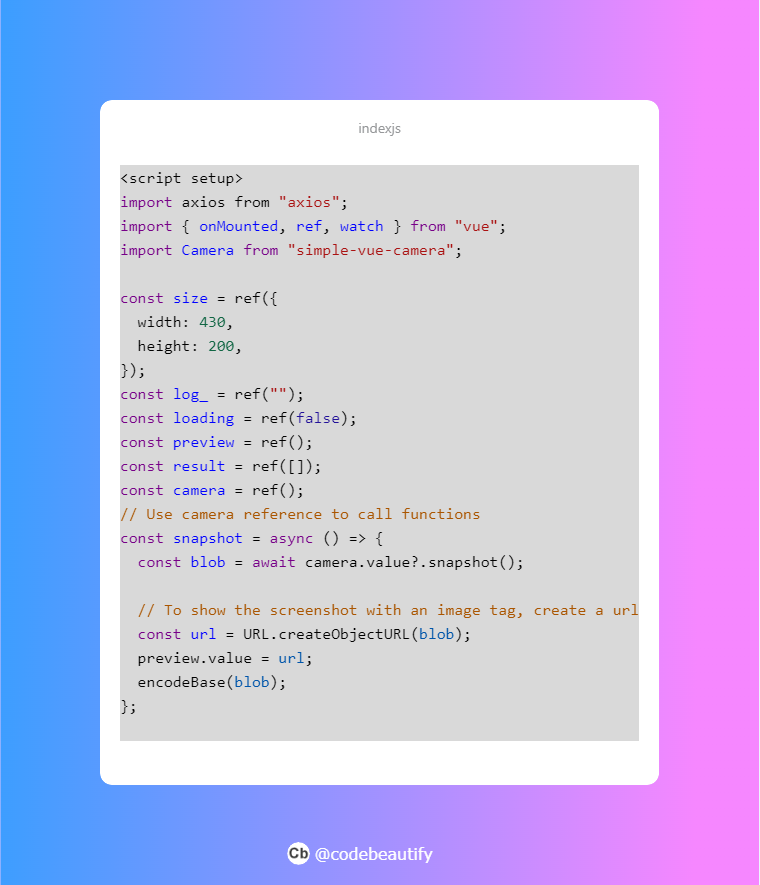 indexjs
<script setup>
import axios from "axios";
import { onMounted, ref, watch } from "vue";
import Camera from "simple-vue-camera";
const size = ref({
  width: 430,
  height: 200,
});
const log_ = ref("");
const loading = ref(false);
const preview = ref();
const result = ref([]);
const camera = ref();
// Use camera reference to call functions
const snapshot = async () => {
  const blob = await camera.value?.snapshot();
  // To show the screenshot with an image tag, create a url
  const url = URL.createObjectURL(blob);
  preview.value = url;
  encodeBase(blob);
};
Cb @codebeautify